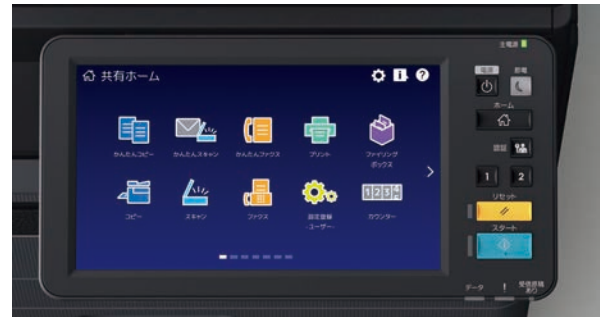 主電源
共有ホーム
i
?
電源
節電
ホーム
かんたんコピー
かんたんスキャン
かんたんファクス
プリント
ファイリング
ボックス
認証
1
2
リセット
コピー
スキャン
ファクス
設定登録
-ユーザー-
カウンター
スタート
データ
!
受信原稿
あり